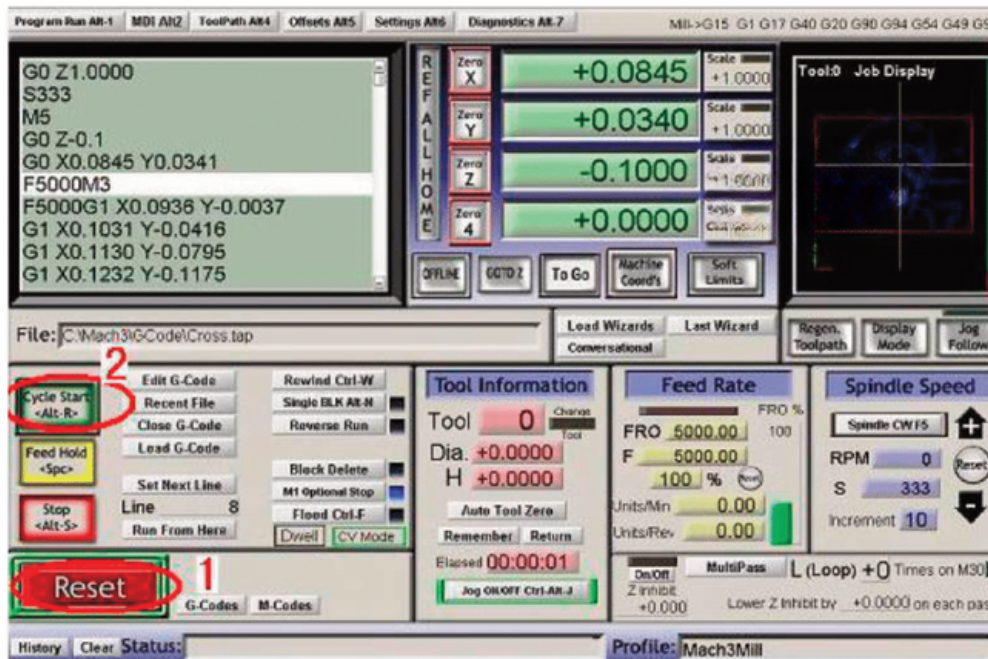 Program Run Alt-1 MDI Alt2 ToolPath Alt4 Offsets Alt5 Settings Alt6 Diagnostics Alt-7 Mill->G15 G1 G17 G40 G20 G90 G94 G54 G49 G9
G0 Z1.0000
S333
M5
G0 Z-0.1
G0 X0.0845 Y0.0341
F5000M3
F5000G1 X0.0936 Y-0.0037
G1 X0.1031 Y-0.0416
G1 X0.1130 Y-0.0795
G1 X0.1232 Y-0.1175
REF ALL HOME
Zero X +0.0845 Scale +1.0000
Zero Y +0.0340 Scale +1.0000
Zero Z -0.1000 Scale
Zero 4 +0.0000
OFFLINE GOTO Z To Go Machine Coord's Soft Limits
Tool:0 Job Display
File: C:\Mach3\GCode\Cross.tap
Load Wizards Last Wizard
Conversational
Regen. Toolpath Display Mode Jog Follow
2
Cycle Start <Alt-R>
Feed Hold <Spc>
Stop <Alt-S>
Edit G-Code
Recent File
Close G-Code
Load G-Code
Set Next Line
Line 8
Run From Here
Rewind Ctrl-W
Single BLK Alt-N
Reverse Run
Block Delete
M1 Optional Stop
Flood Ctrl-F
Dwell CV Mode
Reset 1
G-Codes M-Codes
Tool Information
Tool 0 Change Tool
Dia. +0.0000
H +0.0000
Auto Tool Zero
Remember Return
Elapsed 00:00:01
Jog ON/OFF Ctrl-Alt-J
Feed Rate
FRO %
FRO 5000.00 100
F 5000.00
100 % Reset
Units/Min 0.00
Units/Rev 0.00
Spindle Speed
Spindle CW F5
RPM 0 Reset
S 333
Increment 10
On/Off MultiPass L (Loop) +0 Times on M30
Z Inhibit
+0.000 Lower Z Inhibit by +0.0000 on each pas
History Clear Status: Profile: Mach3Mill